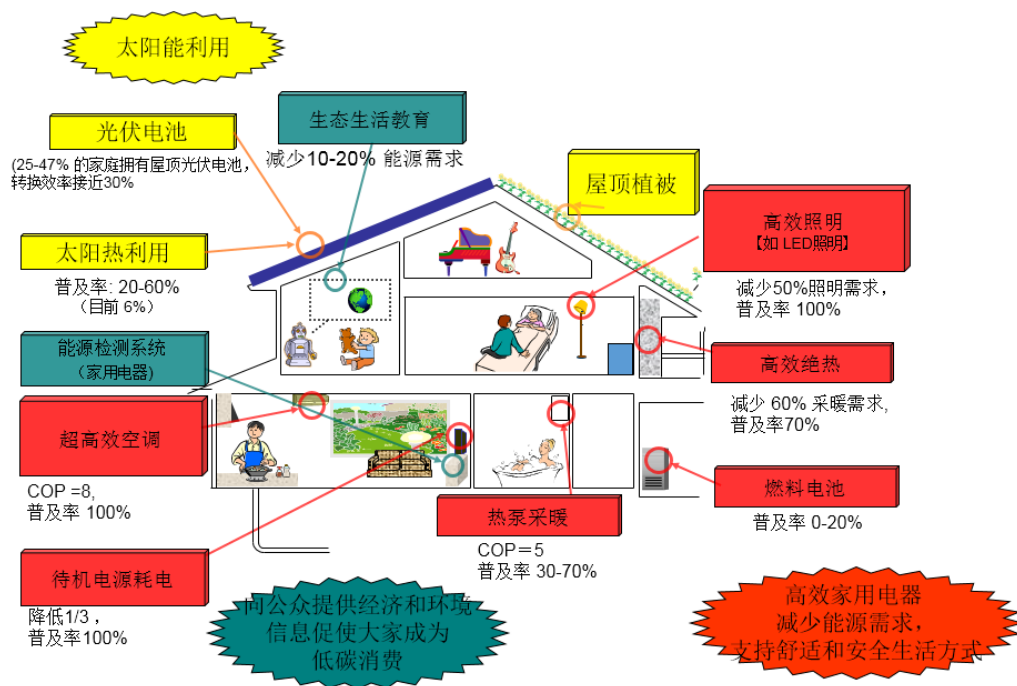 太阳能利用
光伏电池
(25-47% 的家庭拥有屋顶光伏电池，
转换效率接近30%
生态生活教育
减少10-20% 能源需求
屋顶植被
高效照明
【如 LED照明】
减少50%照明需求，
普及率 100%
太阳热利用
普及率: 20-60%
（目前 6%）
能源检测系统
（家用电器)
高效绝热
减少 60% 采暖需求,
普及率70%
超高效空调
COP =8,
普及率 100%
燃料电池
普及率 0-20%
热泵采暖
COP＝5
普及率 30-70%
待机电源耗电
降低1/3 ，
普及率100%
向公众提供经济和环境
信息促使大家成为
低碳消费
高效家用电器
减少能源需求，
支持舒适和安全生活方式